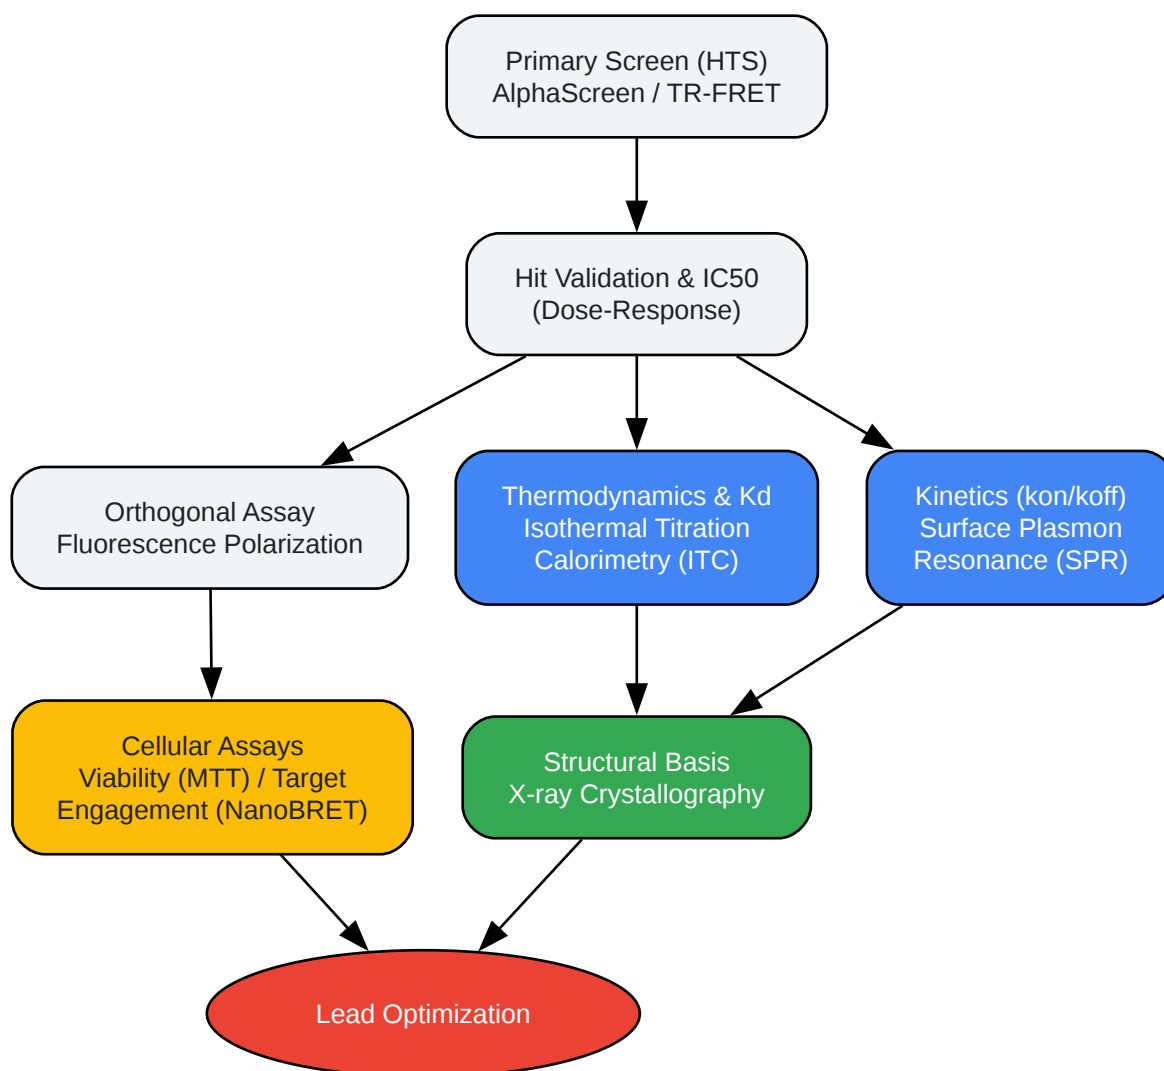 Primary Screen (HTS)
AlphaScreen / TR-FRET
Hit Validation & IC50
(Dose-Response)
Orthogonal Assay
Fluorescence Polarization
Thermodynamics & Kd
Isothermal Titration
Calorimetry (ITC)
Kinetics (kon/koff)
Surface Plasmon
Resonance (SPR)
Cellular Assays
Viability (MTT) / Target
Engagement (NanoBRET)
Structural Basis
X-ray Crystallography
Lead Optimization